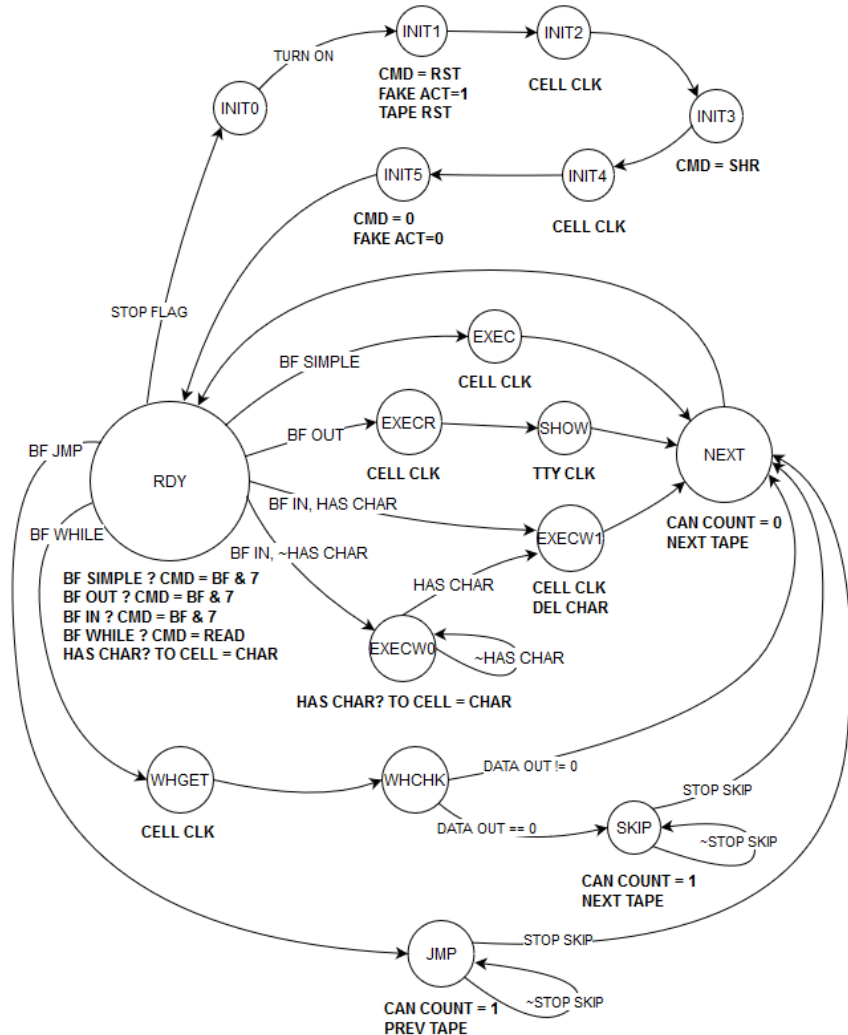 INIT1
INIT2
TURN ON
CMD = RST
FAKE ACT=1
TAPE RST
CELL CLK
INIT0
INIT3
CMD = SHR
INIT5
INIT4
CMD = 0
FAKE ACT=0
CELL CLK
STOP FLAG
BF SIMPLE
EXEC
CELL CLK
BF OUT
EXECR
SHOW
CELL CLK
TTY CLK
NEXT
CAN COUNT = 0
NEXT TAPE
BF JMP
RDY
BF WHILE
BF IN, HAS CHAR
BF IN, ~HAS CHAR
EXECW1
CELL CLK
DEL CHAR
BF SIMPLE ? CMD = BF & 7
BF OUT ? CMD = BF & 7
BF IN ? CMD = BF & 7
BF WHILE ? CMD = READ
HAS CHAR? TO CELL = CHAR
HAS CHAR
EXECW0
~HAS CHAR
HAS CHAR? TO CELL = CHAR
WHGET
CELL CLK
WHCHK
DATA OUT != 0
DATA OUT == 0
STOP SKIP
SKIP
~STOP SKIP
CAN COUNT = 1
NEXT TAPE
JMP
STOP SKIP
~STOP SKIP
CAN COUNT = 1
PREV TAPE